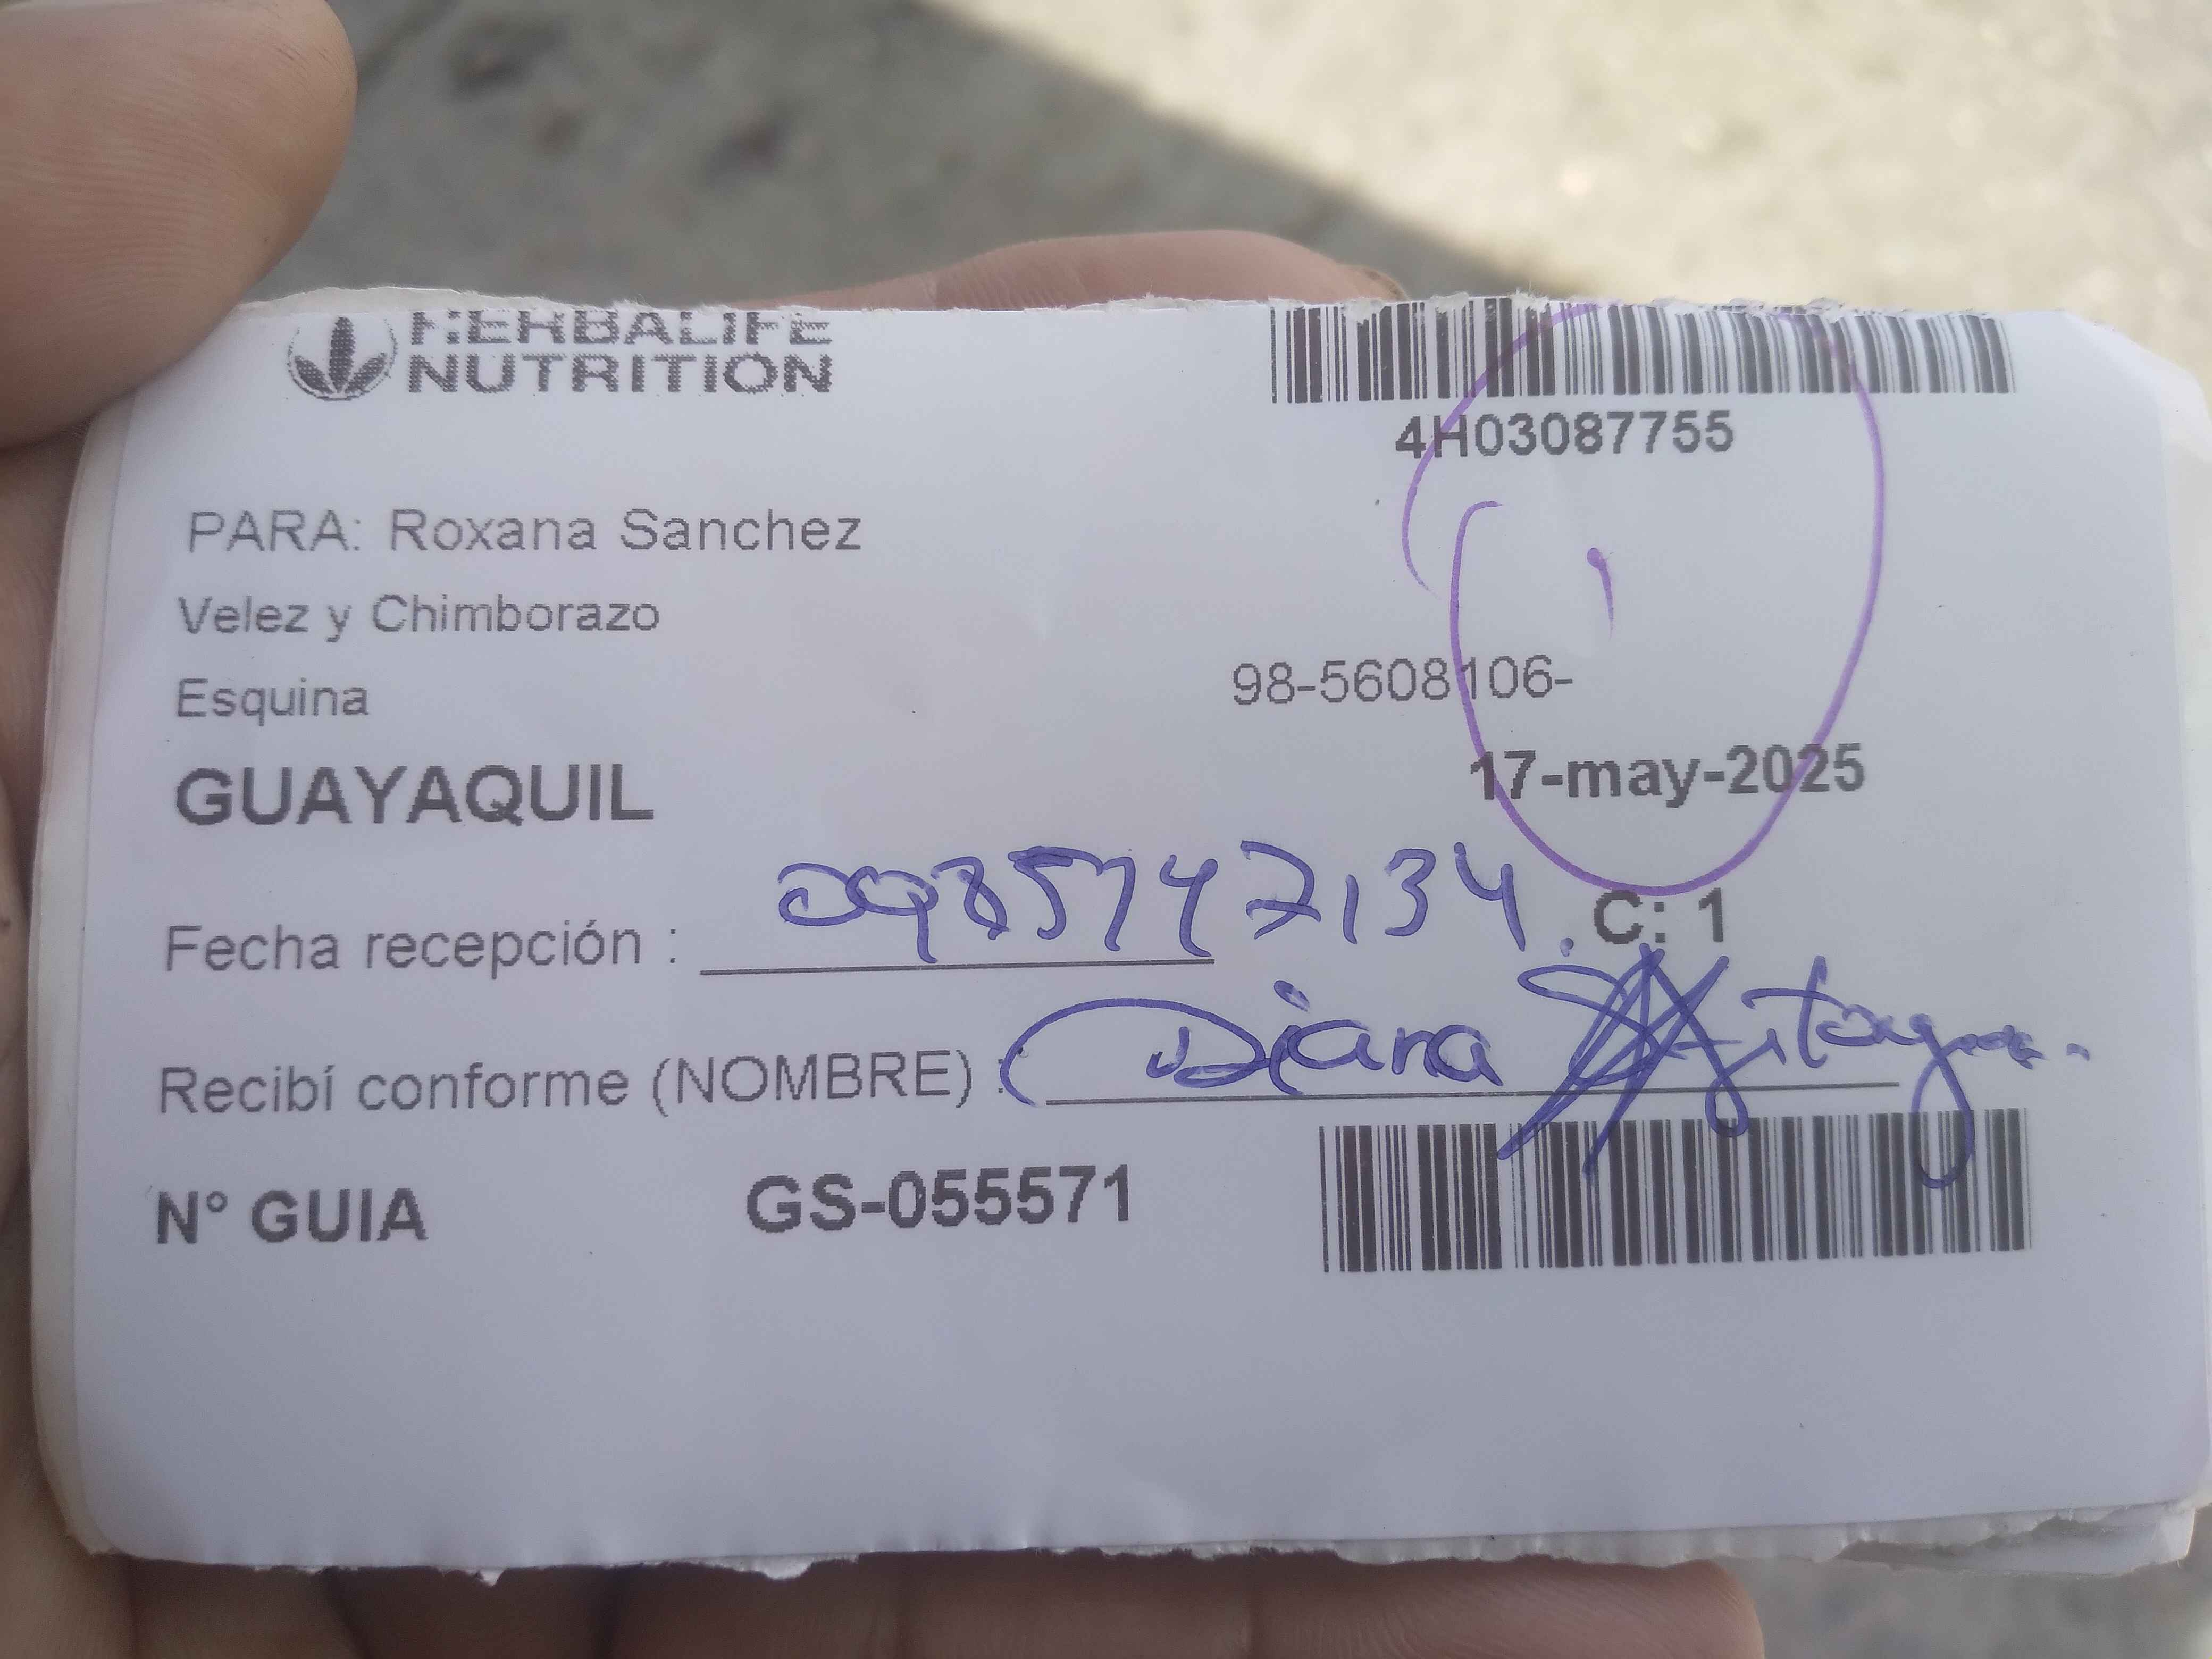 HERBALIFE
NUTRITION
4H03087755
PARA: Roxana Sanchez
Velez y Chimborazo
Esquina
98-5608106-
GUAYAQUIL
17-may-2025
Fecha recepción : 0985747134.
C: 1
Recibí conforme (NOMBRE) : Diana
N° GUIA GS-055571
1